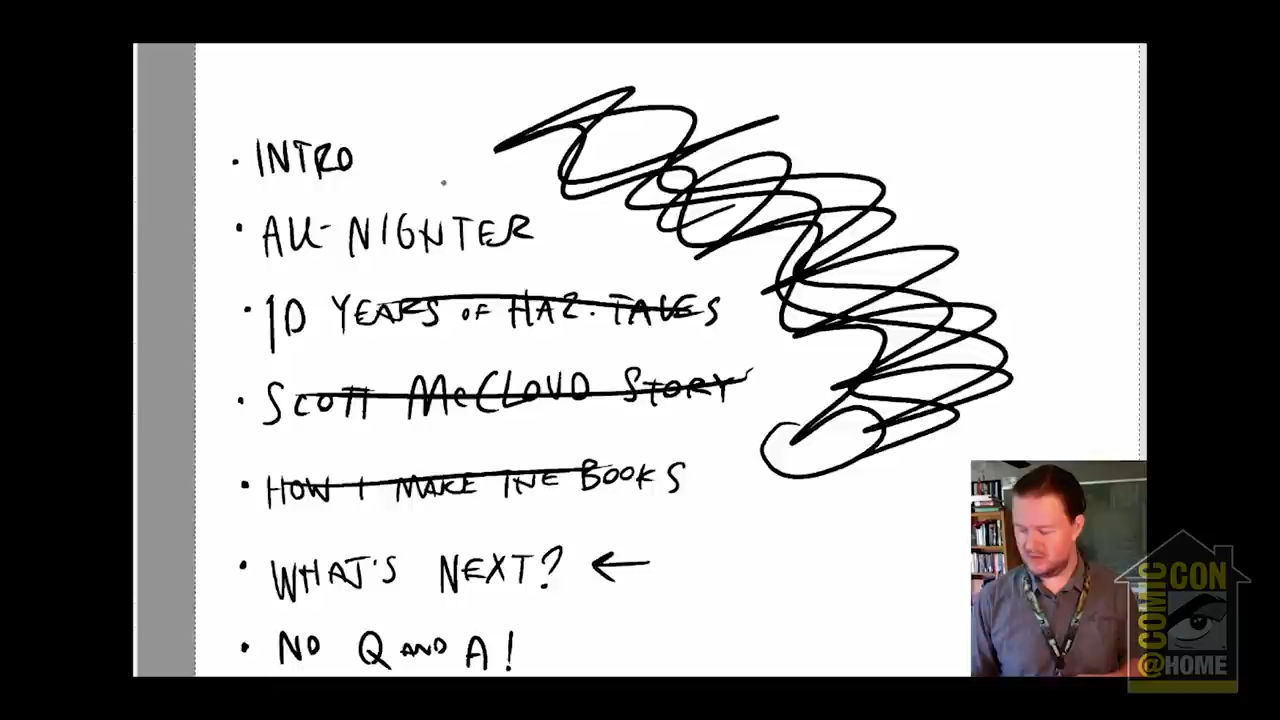 · INTRO
· ALL-NIGHTER
· 10 YEARS OF HAZ. TALES
· SCOTT McCLOUD STORY
· HOW I MAKE THE BOOKS
· WHAT'S NEXT? ←
· NO Q AND A!
COMIC CON
@HOME